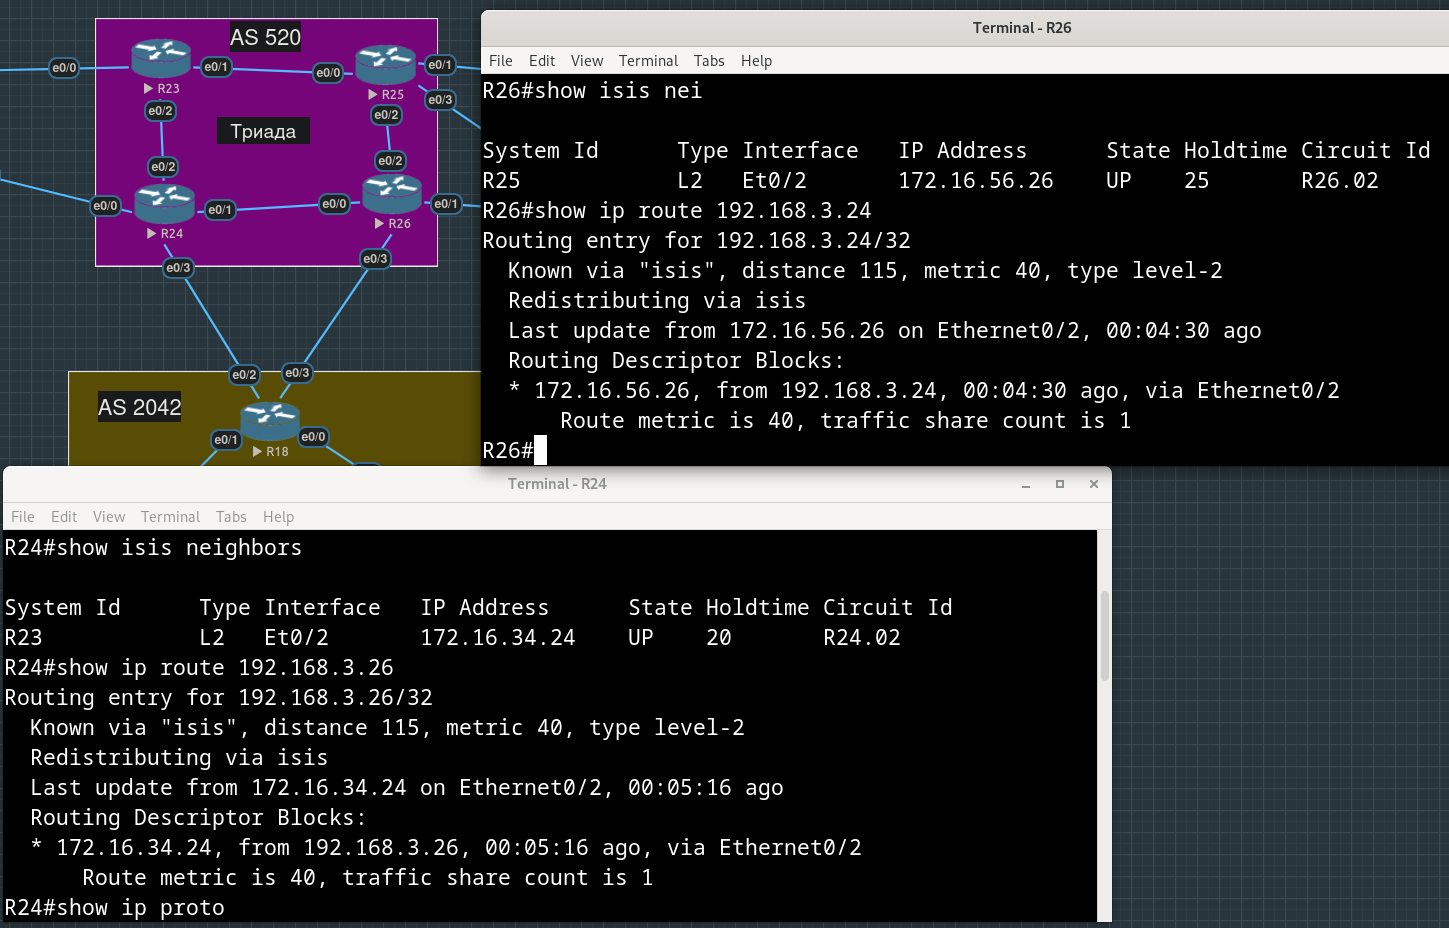 AS 520
e0/0
e0/1
e0/0
e0/1
R23
R25
e0/2
e0/3
e0/2
Триада
e0/2
e0/2
e0/0
e0/1
e0/0
e0/1
R24
R26
e0/3
e0/3
e0/2
e0/3
AS 2042
e0/1
e0/0
R18
Terminal - R26
File Edit View Terminal Tabs Help
R26#show isis nei
System Id Type Interface IP Address State Holdtime Circuit Id
R25 L2 Et0/2 172.16.56.26 UP 25 R26.02
R26#show ip route 192.168.3.24
Routing entry for 192.168.3.24/32
Known via "isis", distance 115, metric 40, type level-2
Redistributing via isis
Last update from 172.16.56.26 on Ethernet0/2, 00:04:30 ago
Routing Descriptor Blocks:
* 172.16.56.26, from 192.168.3.24, 00:04:30 ago, via Ethernet0/2
Route metric is 40, traffic share count is 1
R26#
Terminal - R24
File Edit View Terminal Tabs Help
R24#show isis neighbors
System Id Type Interface IP Address State Holdtime Circuit Id
R23 L2 Et0/2 172.16.34.24 UP 20 R24.02
R24#show ip route 192.168.3.26
Routing entry for 192.168.3.26/32
Known via "isis", distance 115, metric 40, type level-2
Redistributing via isis
Last update from 172.16.34.24 on Ethernet0/2, 00:05:16 ago
Routing Descriptor Blocks:
* 172.16.34.24, from 192.168.3.26, 00:05:16 ago, via Ethernet0/2
Route metric is 40, traffic share count is 1
R24#show ip proto